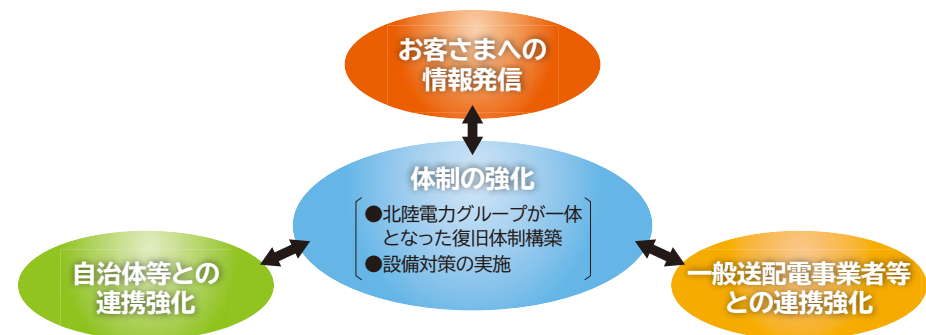 お客さまへの
情報発信
体制の強化
●北陸電力グループが一体
となった復旧体制構築
●設備対策の実施
自治体等との
連携強化
一般送配電事業者等
との連携強化